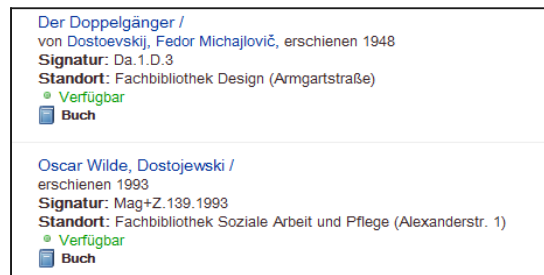 Der Doppelgänger /
von Dostoevskij, Fedor Michajlovič, erschienen 1948
Signatur: Da.1.D.3
Standort: Fachbibliothek Design (Armgartstraße)
Verfügbar
Buch
Oscar Wilde, Dostojewski /
erschienen 1993
Signatur: Mag+Z.139.1993
Standort: Fachbibliothek Soziale Arbeit und Pflege (Alexanderstr. 1)
Verfügbar
Buch